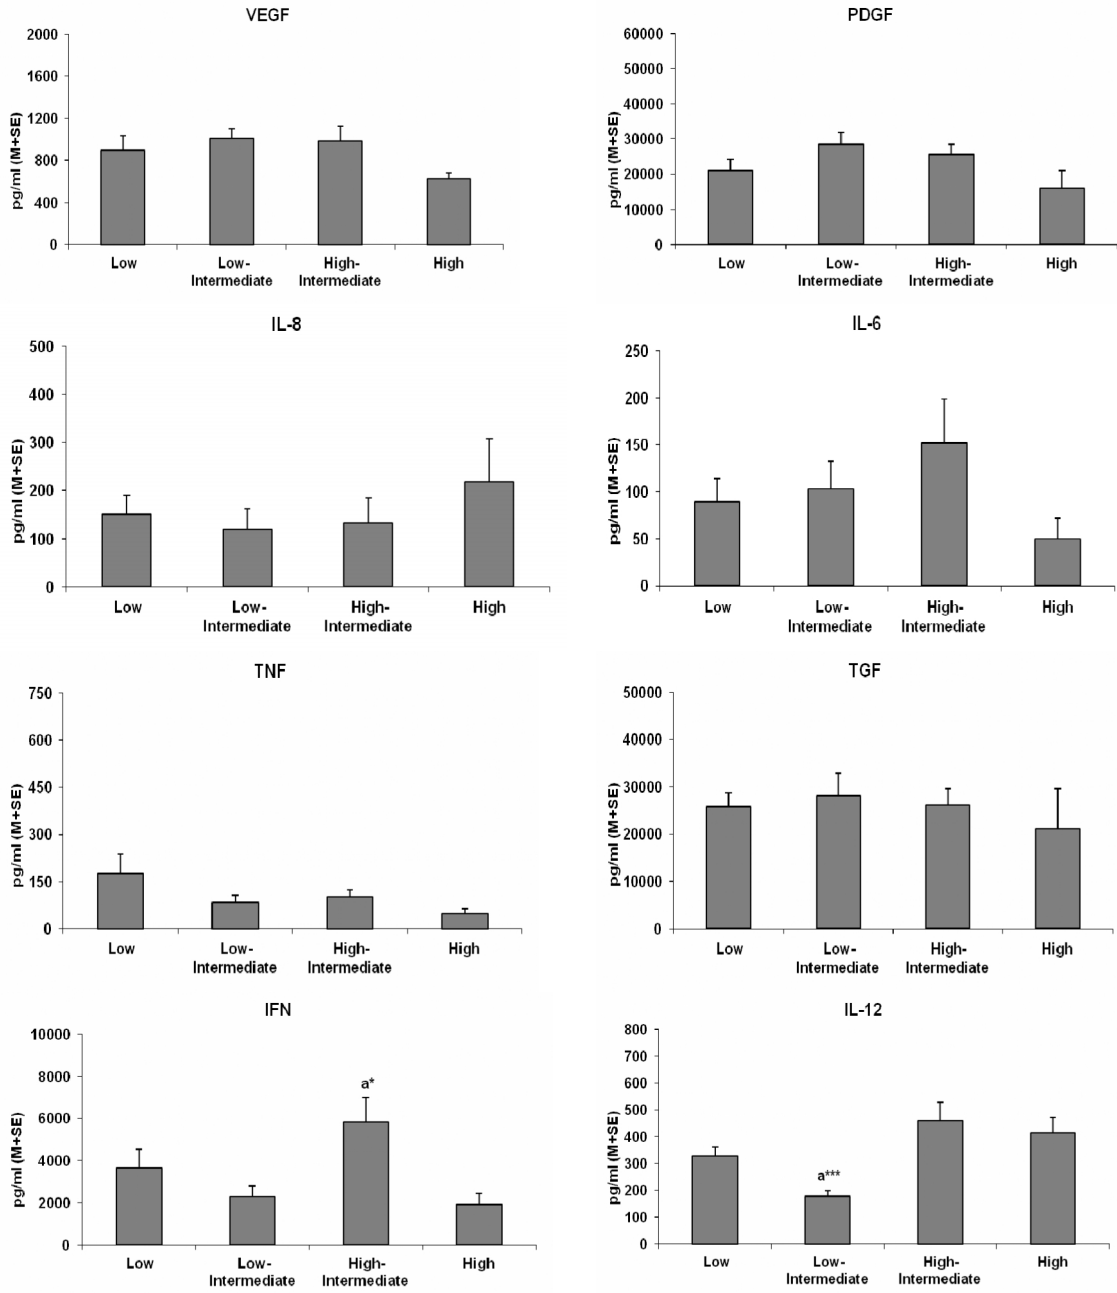 VEGF
pg/ml (M+SE)
2000
1600
1200
800
400
0
Low
Low-
Intermediate
High-
Intermediate
High
PDGF
pg/ml (M+SE)
60000
50000
40000
30000
20000
10000
0
Low
Low-
Intermediate
High-
Intermediate
High
IL-8
pg/ml (M+SE)
500
400
300
200
100
0
Low
Low-
Intermediate
High-
Intermediate
High
IL-6
pg/ml (M+SE)
250
200
150
100
50
0
Low
Low-
Intermediate
High-
Intermediate
High
TNF
pg/ml (M+SE)
750
600
450
300
150
0
Low
Low-
Intermediate
High-
Intermediate
High
TGF
pg/ml (M+SE)
50000
40000
30000
20000
10000
0
Low
Low-
Intermediate
High-
Intermediate
High
IFN
pg/ml (M+SE)
10000
8000
6000
4000
2000
0
a*
Low
Low-
Intermediate
High-
Intermediate
High
IL-12
pg/ml (M+SE)
800
700
600
500
400
300
200
100
0
a***
Low
Low-
Intermediate
High-
Intermediate
High